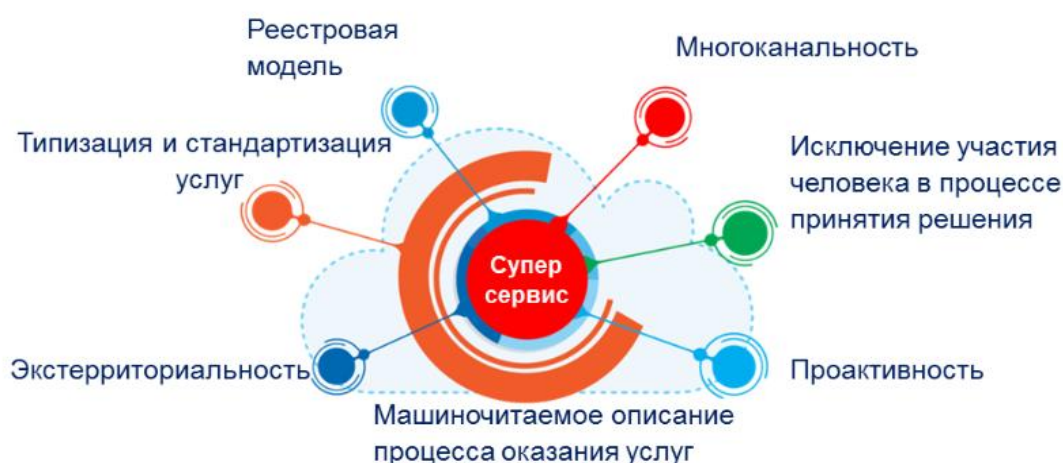 Реестровая
модель
Многоканальность
Типизация и стандартизация
услуг
Исключение участия
человека в процессе
принятия решения
Супер
сервис
Экстерриториальность
Проактивность
Машиночитаемое описание
процесса оказания услуг